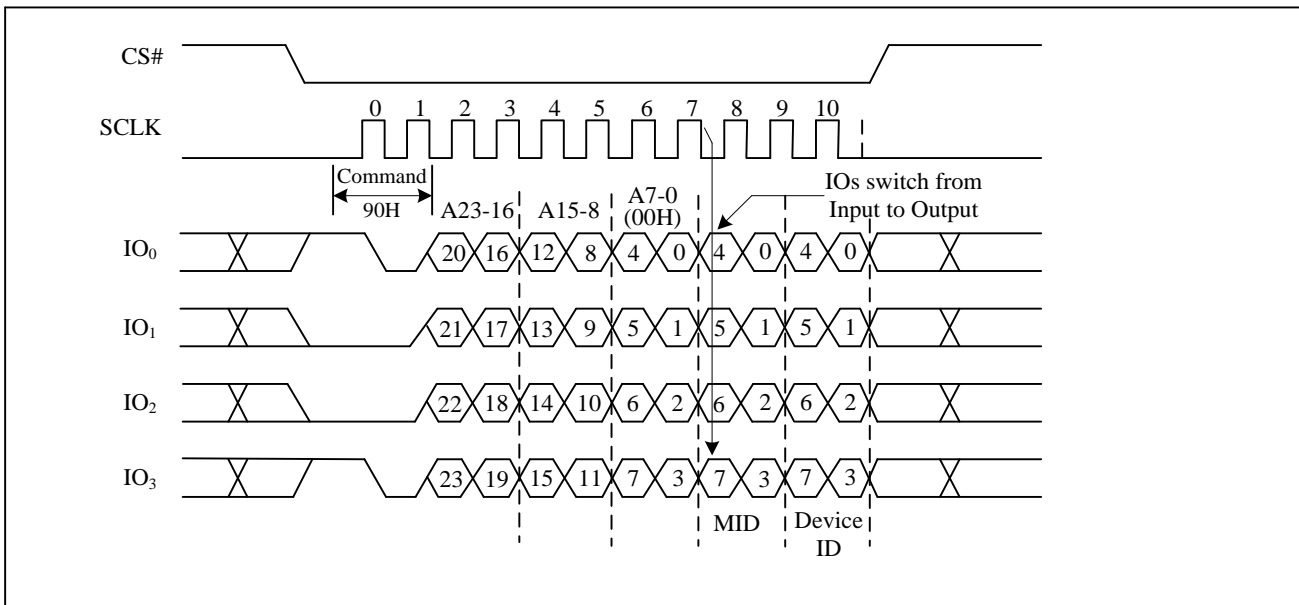 CS#
0 1 2 3 4 5 6 7 8 9 10
SCLK
Command
90H
A23-16 A15-8 A7-0
(00H)
IOs switch from
Input to Output
IO₀ 20 16 12 8 4 0 4 0 4 0
IO₁ 21 17 13 9 5 1 5 1 5 1
IO₂ 22 18 14 10 6 2 6 2 6 2
IO₃ 23 19 15 11 7 3 7 3 7 3
MID Device
ID